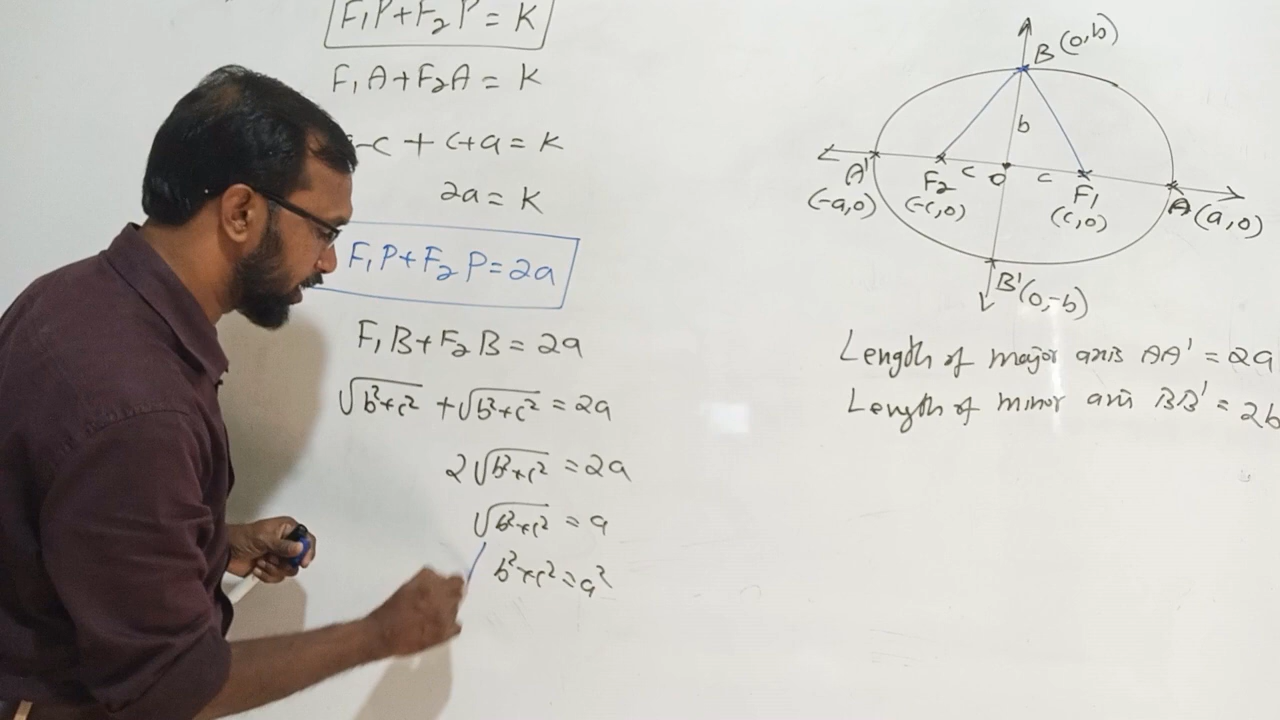 F₁P+F₂P=K
F₁A+F₂A=K
-c+c+a=K
2a=K
F₁P+F₂P=2a
F₁B+F₂B=2a
√b²+c² +√b²+c² =2a
2√b²+c² =2a
√b²+c² =a
b²+c²=a²
B(0,b)
b
A'
(-a,0)
F₂
(-c,0)
c
O
c
F₁
(c,0)
A(a,0)
B'(0,-b)
Length of major axis AA'=2a
Length of minor axis BB'=2b